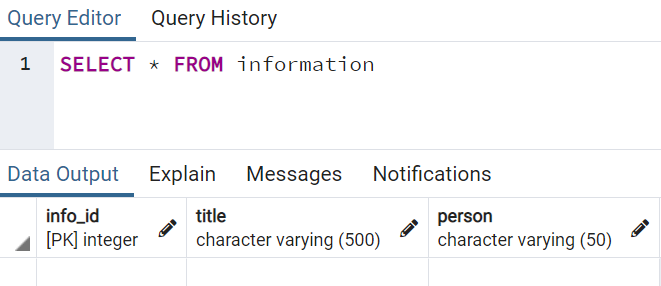 Query Editor Query History
1 SELECT * FROM information
Data Output Explain Messages Notifications
info_id title person
[PK] integer character varying (500) character varying (50)